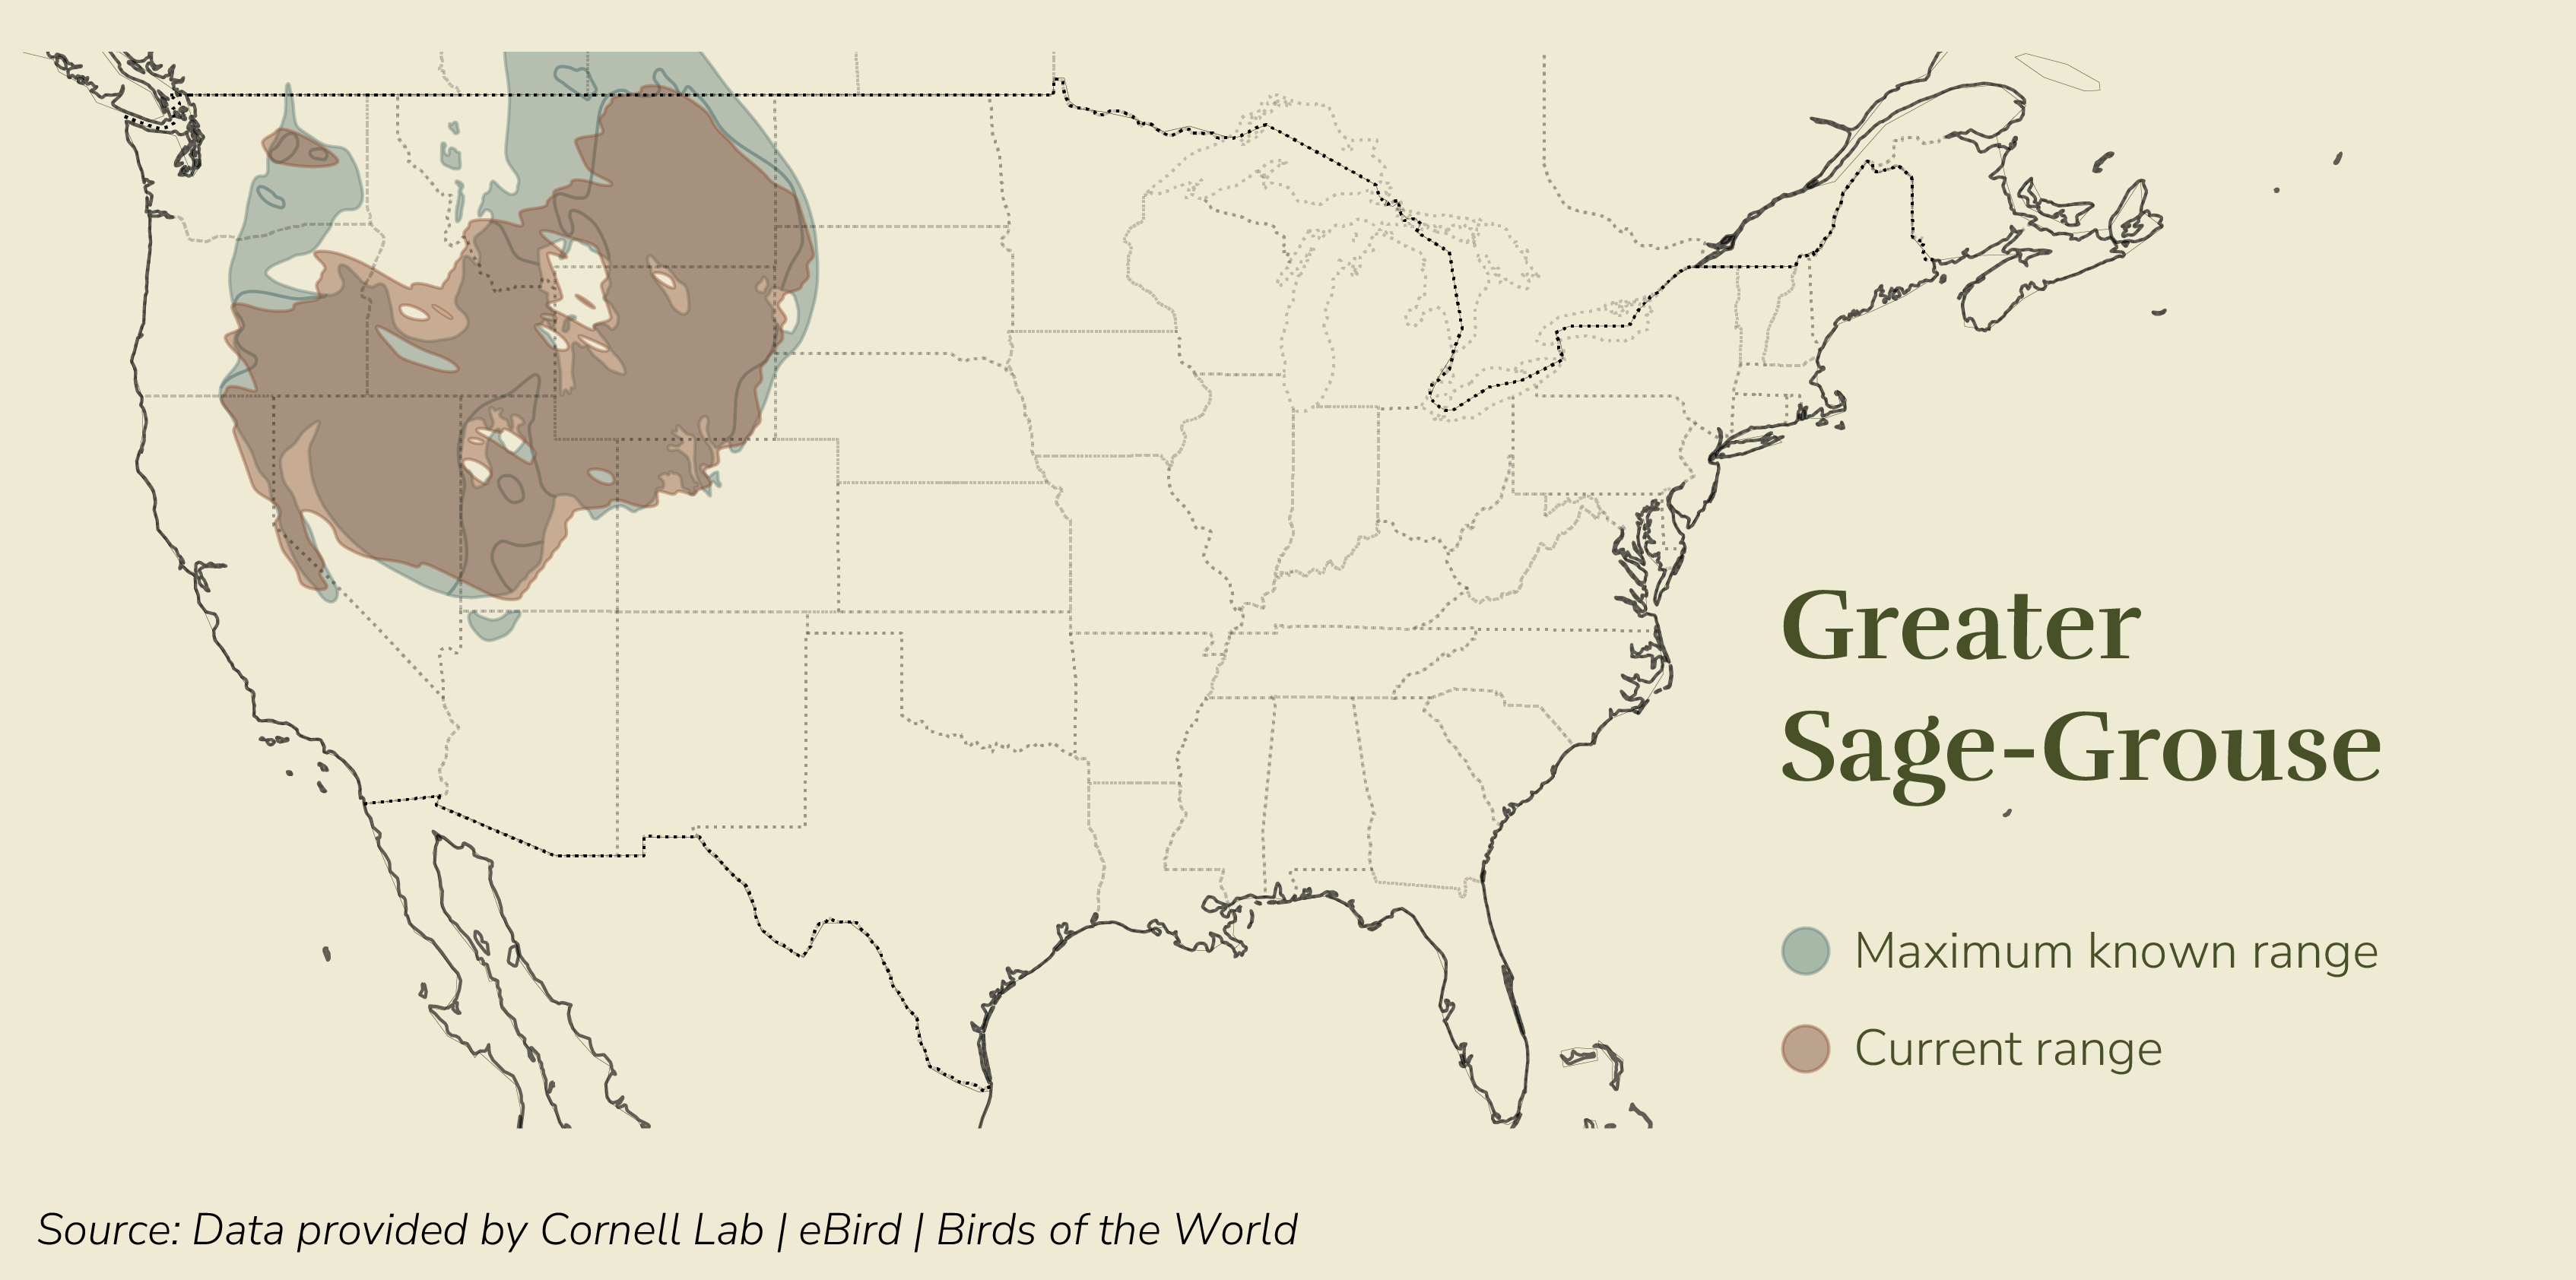 Greater
Sage-Grouse
Maximum known range
Current range
Source: Data provided by Cornell Lab | eBird | Birds of the World